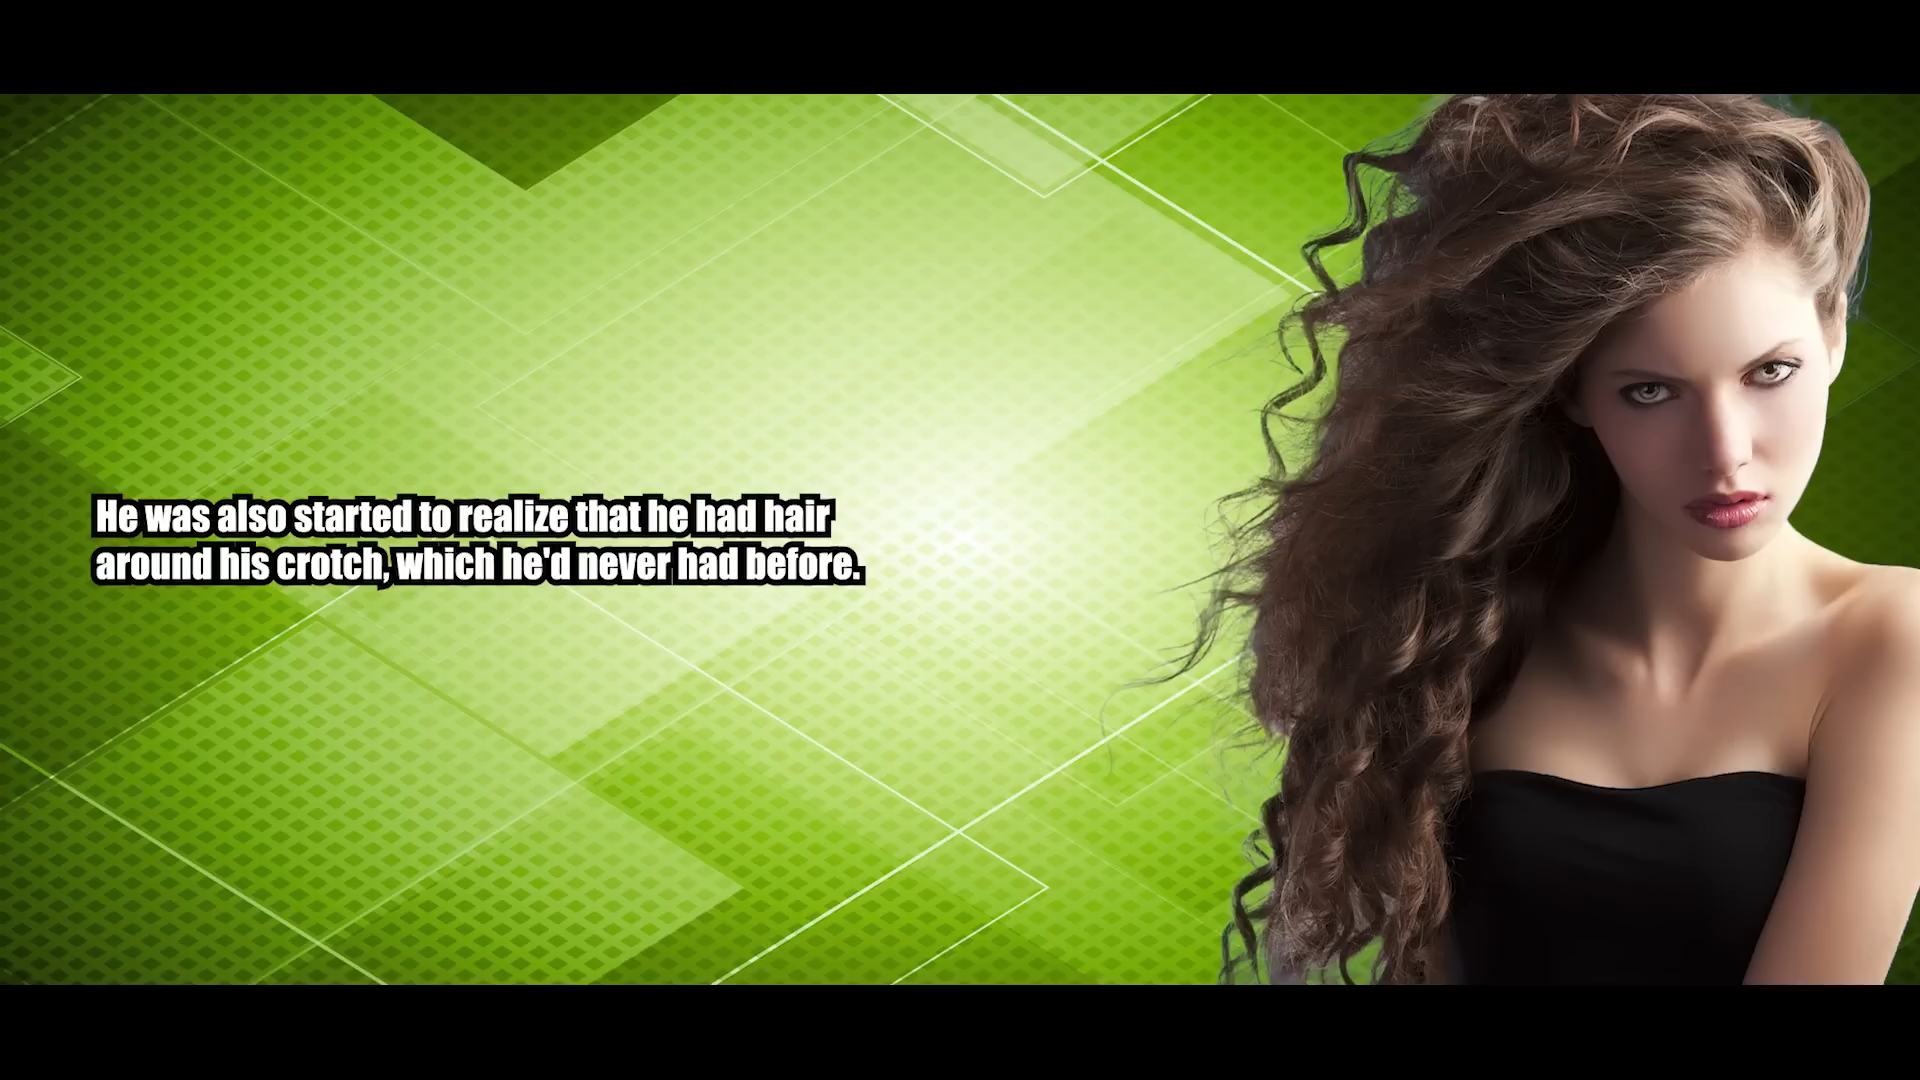 He was also started to realize that he had hair
around his crotch, which he'd never had before.